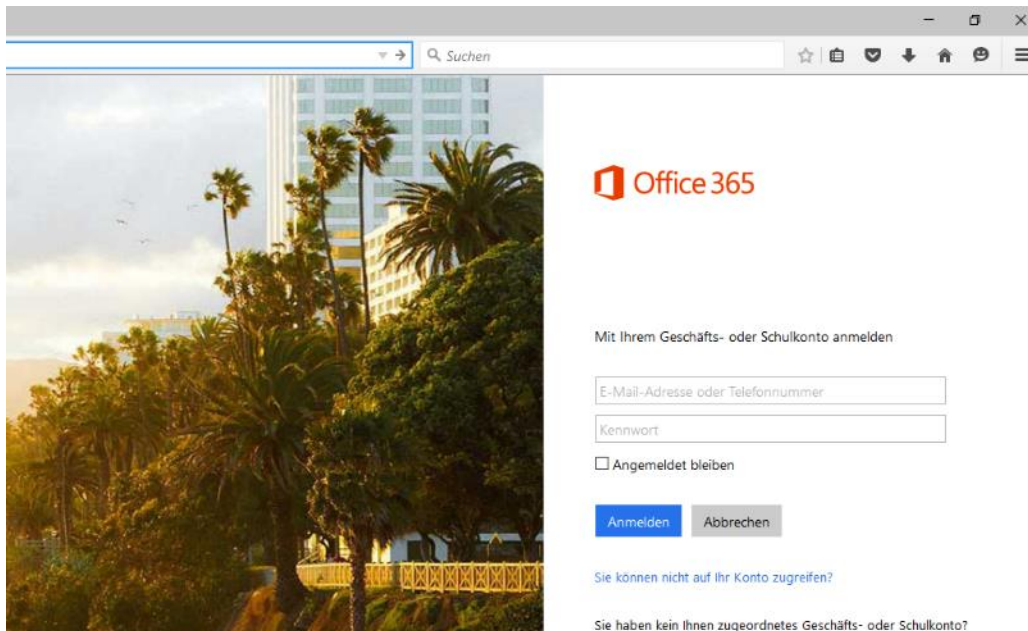 Suchen
Office 365
Mit Ihrem Geschäfts- oder Schulkonto anmelden
E-Mail-Adresse oder Telefonnummer
Kennwort
Angemeldet bleiben
Anmelden Abbrechen
Sie können nicht auf Ihr Konto zugreifen?
Sie haben kein Ihnen zugeordnetes Geschäfts- oder Schulkonto?